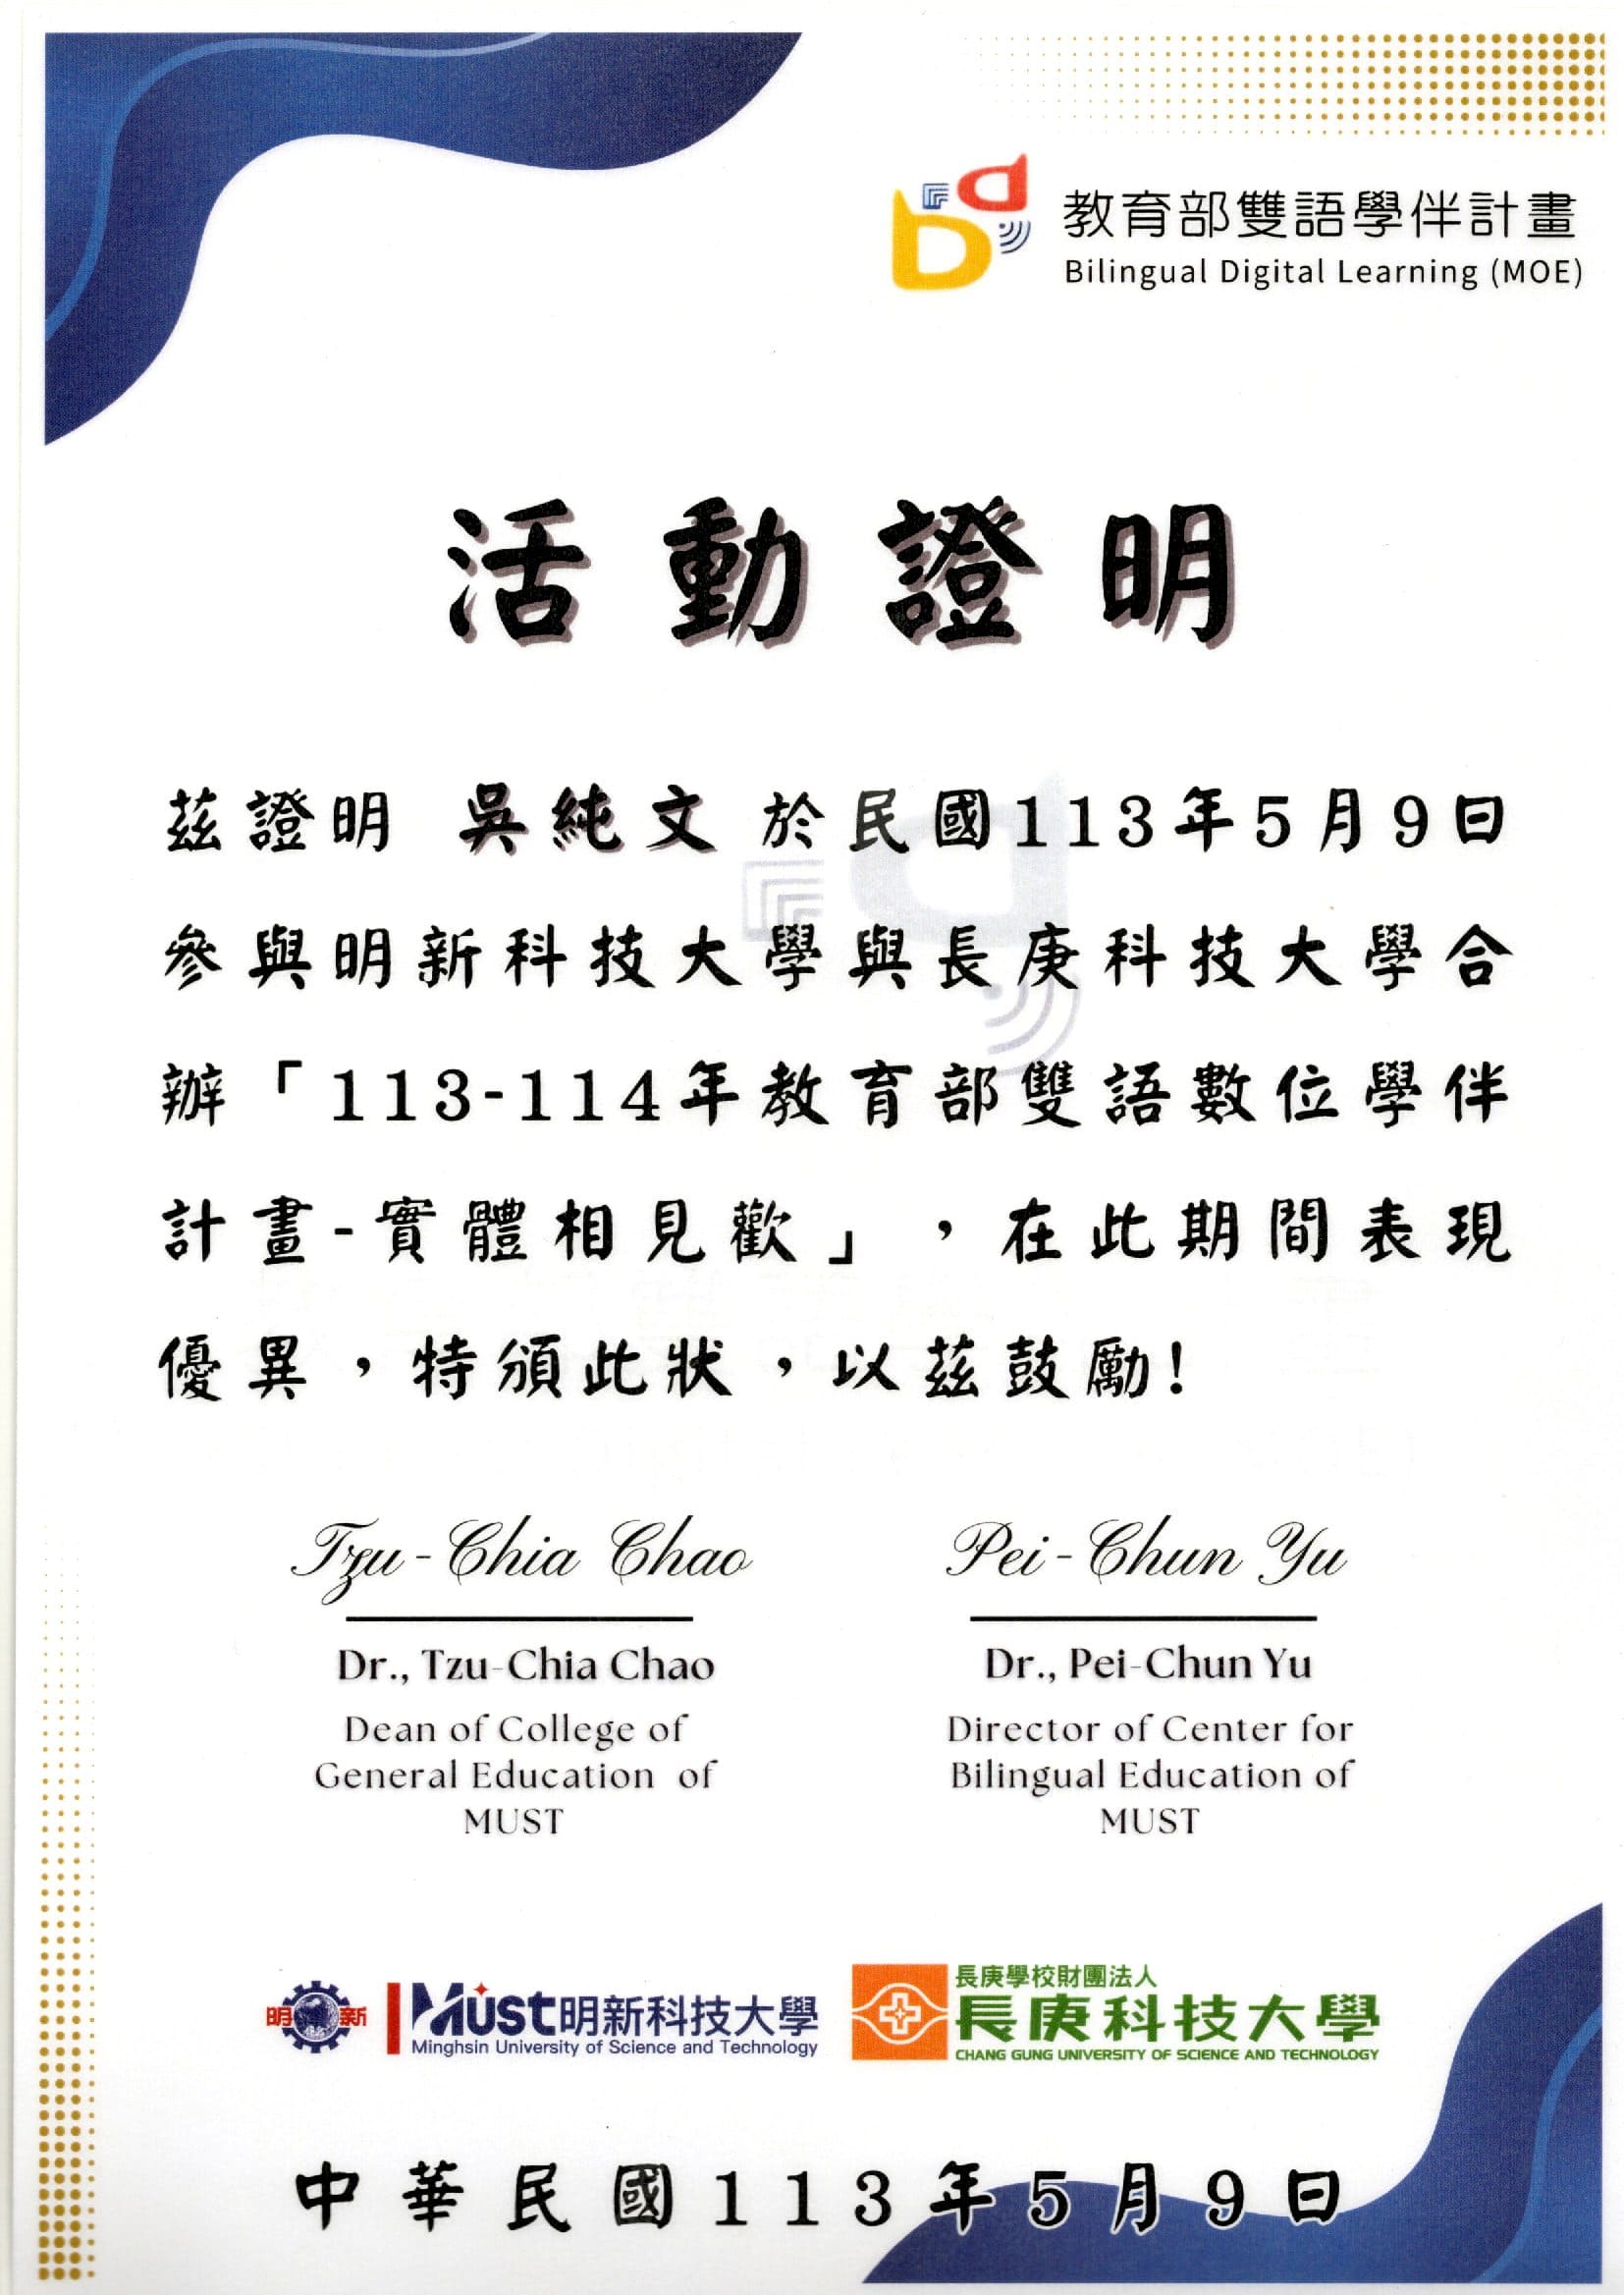 教育部雙語學伴計畫
Bilingual Digital Learning (MOE)
活動證明
茲證明 吳純文 於民國113年5月9日
參與明新科技大學與長庚科技大學合
辦「113-114年教育部雙語數位學伴
計畫-實體相見歡」，在此期間表現
優異，特頒此狀，以茲鼓勵!
Tzu-Chia Chao
Pei-Chun Yu
Dr., Tzu-Chia Chao
Dr., Pei-Chun Yu
Dean of College of
General Education of
MUST
Director of Center for
Bilingual Education of
MUST
明新
MUST明新科技大學
Minghsin University of Science and Technology
長庚學校財團法人
長庚科技大學
CHANG GUNG UNIVERSITY OF SCIENCE AND TECHNOLOGY
中華民國113年5月9日